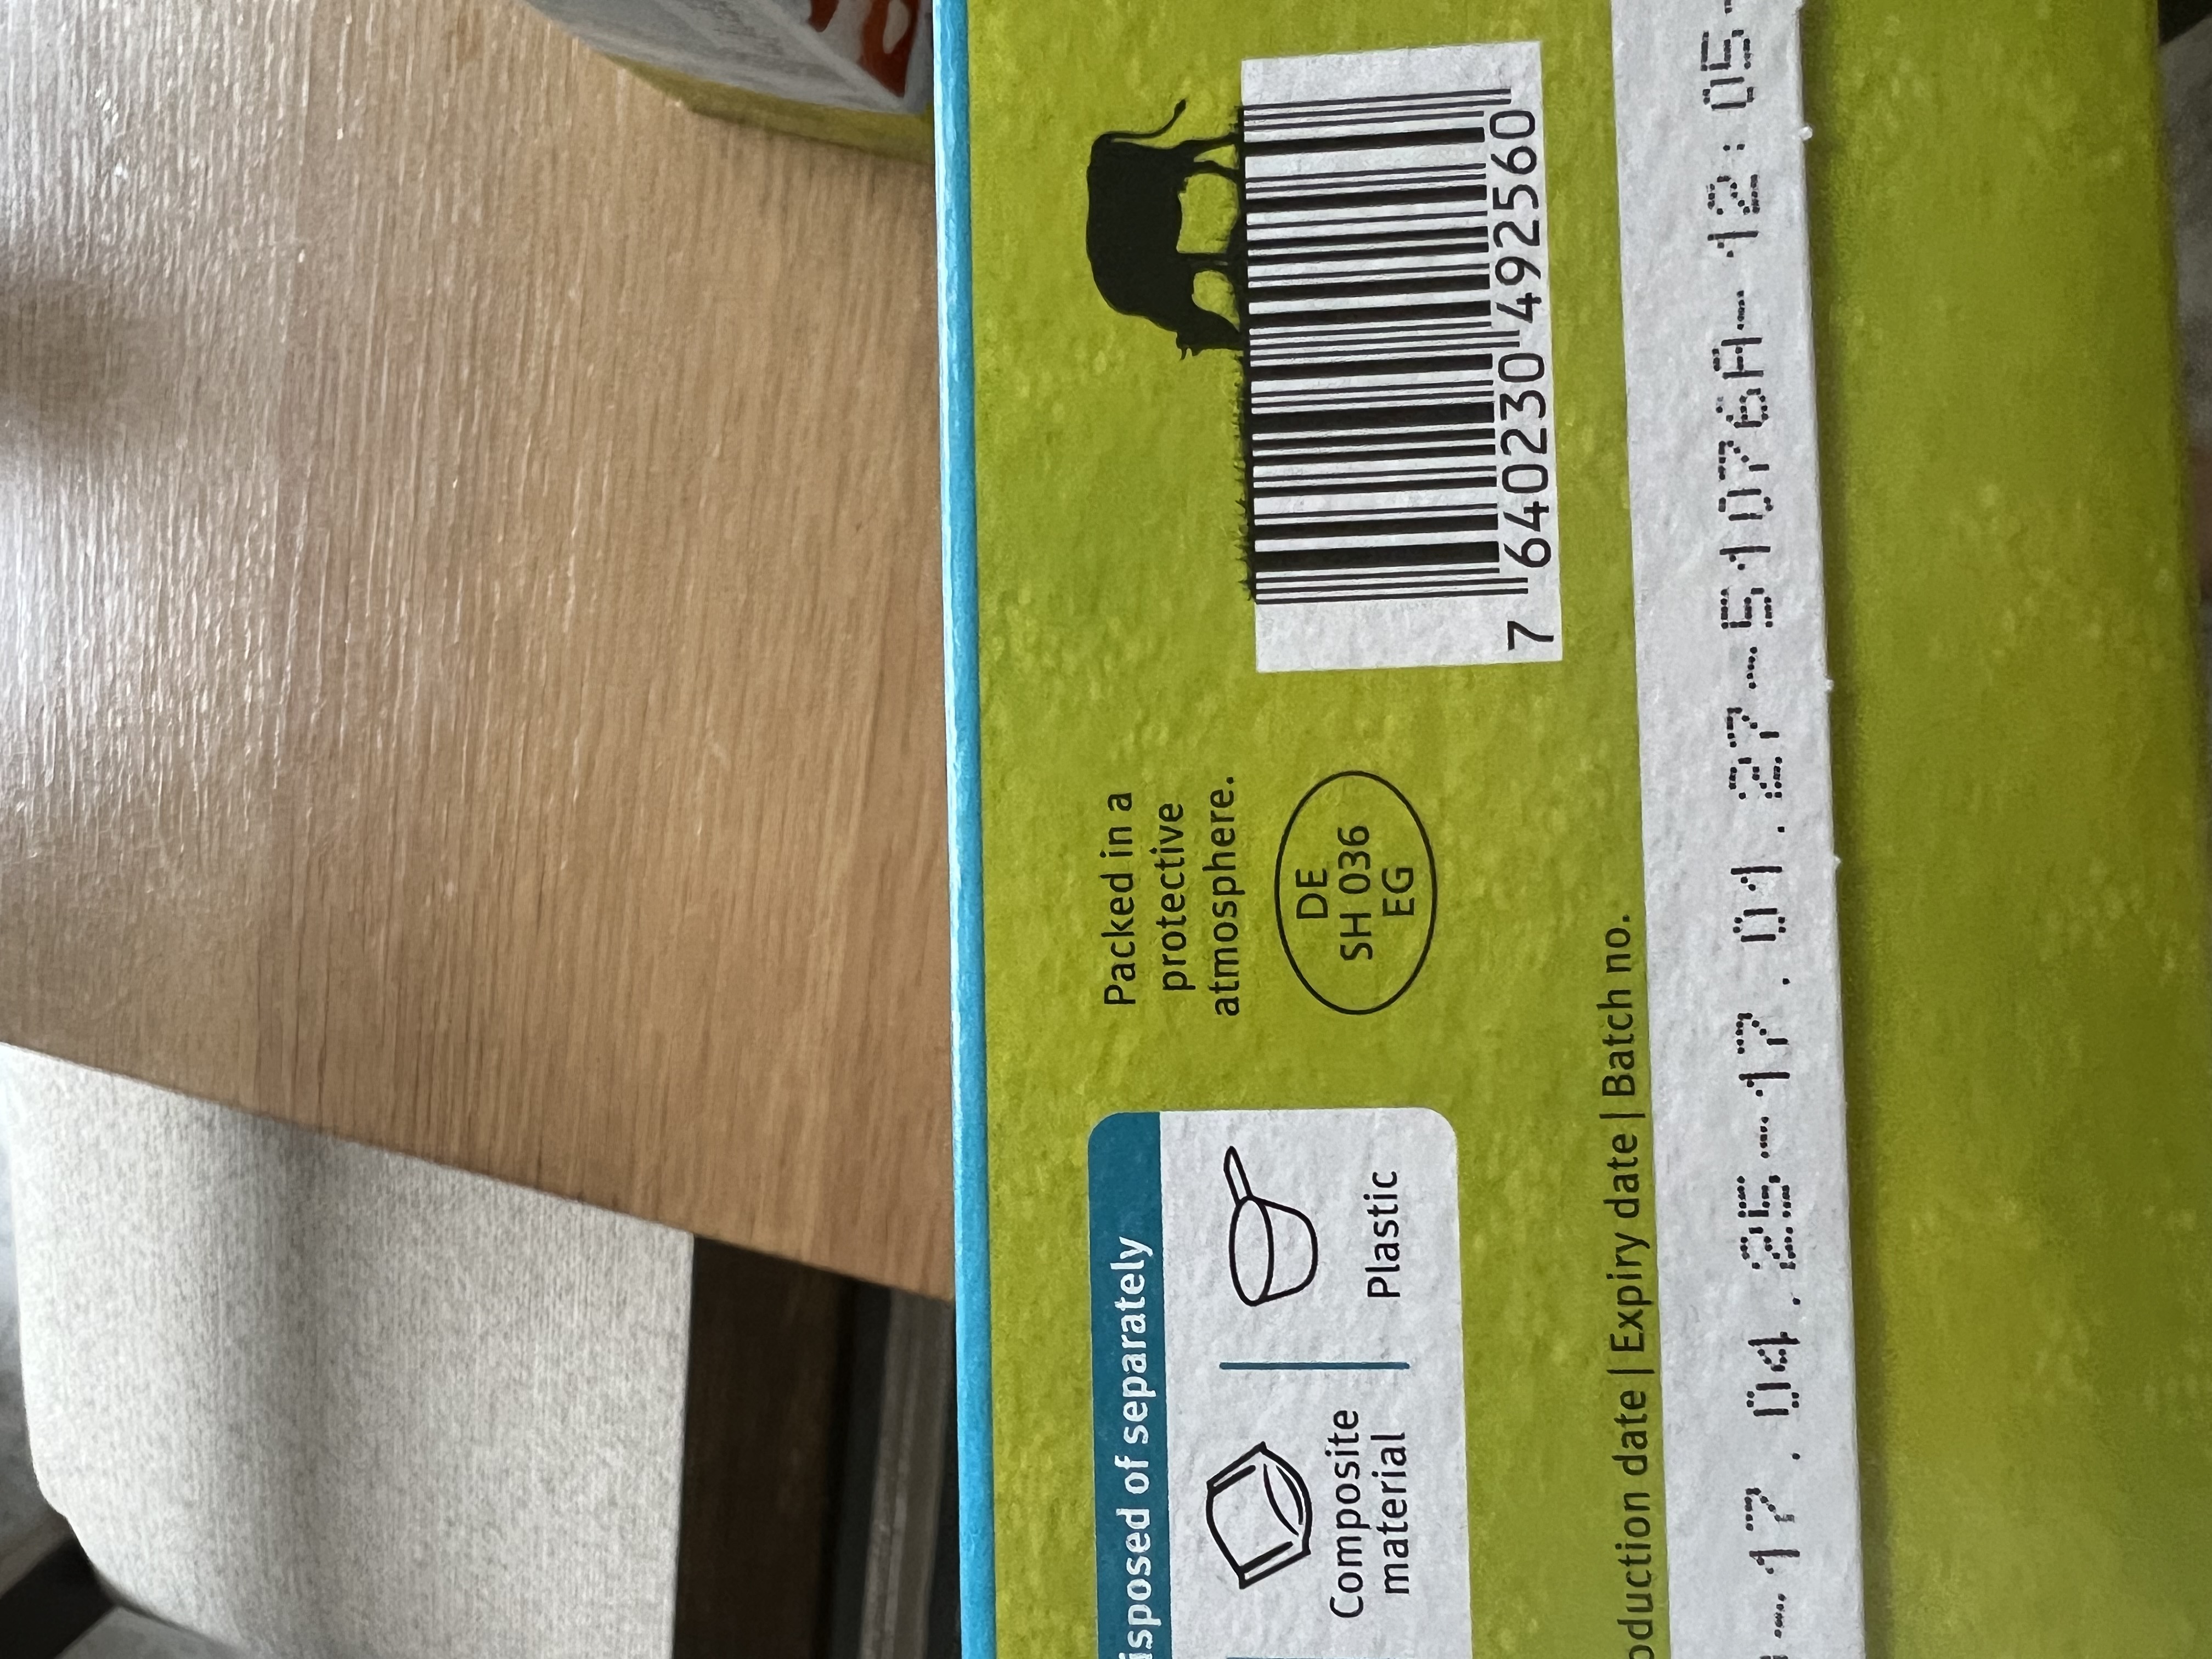 isposed of separately
Composite
material
Plastic
Packed in a
protective
atmosphere.
DE
SH 036
EG
7 640230 492560
oduction date | Expiry date | Batch no.
– 17.04.25–17.01.27–51076A– 12:05-